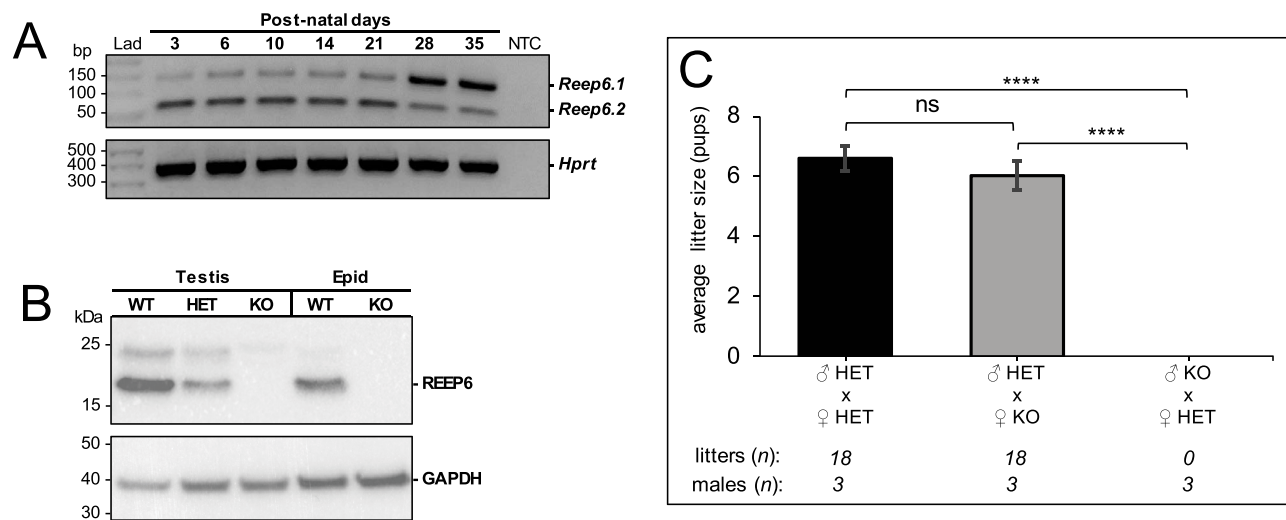 A
Post-natal days
Lad 3 6 10 14 21 28 35 NTC
bp
150
100
50
Reep6.1
Reep6.2
500
400
300
Hprt
B
Testis Epid
WT HET KO WT KO
kDa
25
15
REEP6
50
40
30
GAPDH
C
****
ns
****
average litter size (pups)
8
6
4
2
0
♂ HET ♂ HET ♂ KO
x x x
♀ HET ♀ KO ♀ HET
litters (n): 18 18 0
males (n): 3 3 3